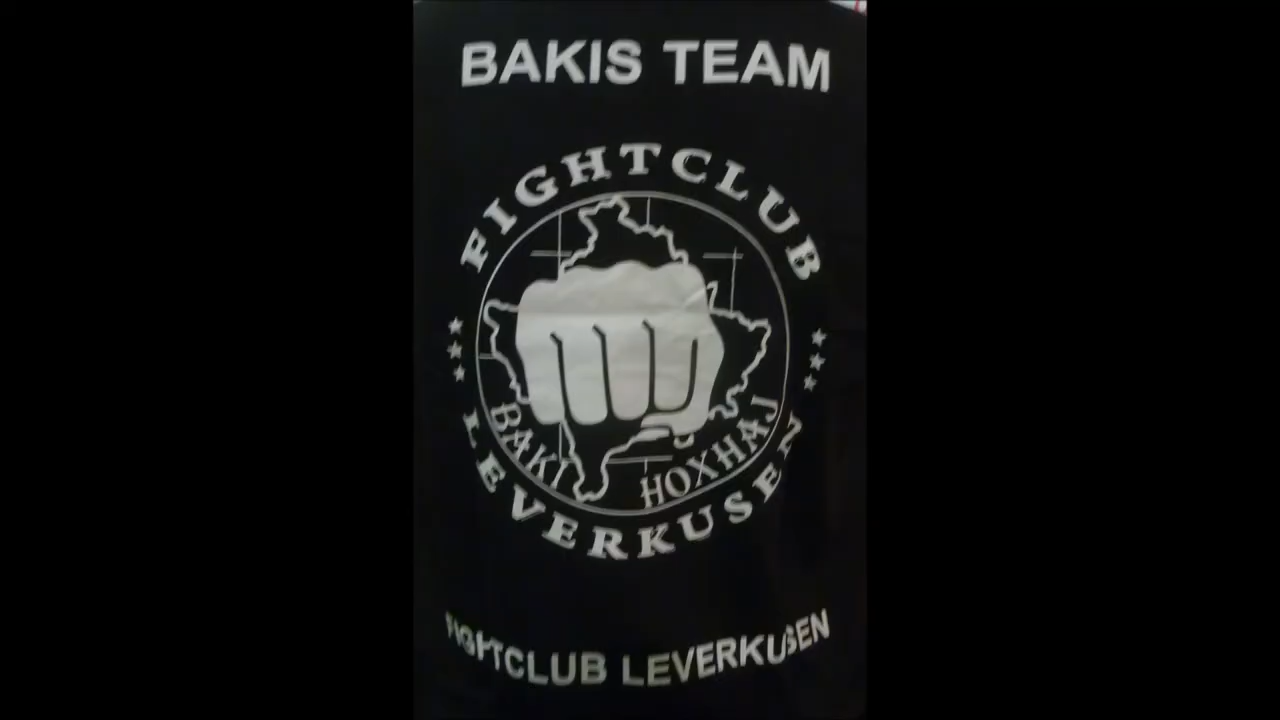 BAKIS TEAM
FIGHTCLUB
BAKI HOXHAJ
LEVERKUSEN
FIGHTCLUB LEVERKUSEN